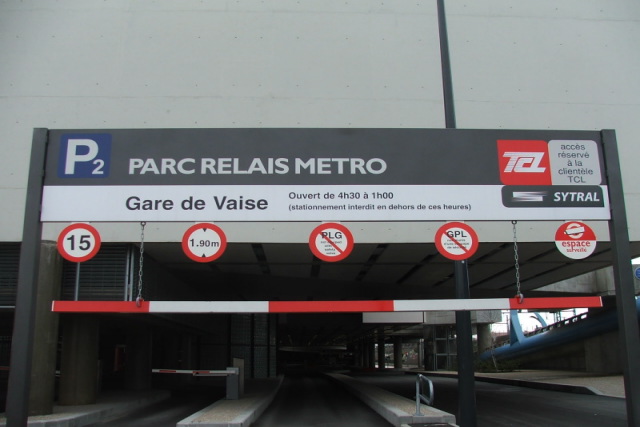 P2
PARC RELAIS METRO
TCL
accès
réservé à la
clientèle
TCL
Gare de Vaise
Ouvert de 4h30 à 1h00
(stationnement interdit en dehors de ces heures)
SYTRAL
15
1.90m
PLG
GPL
espace